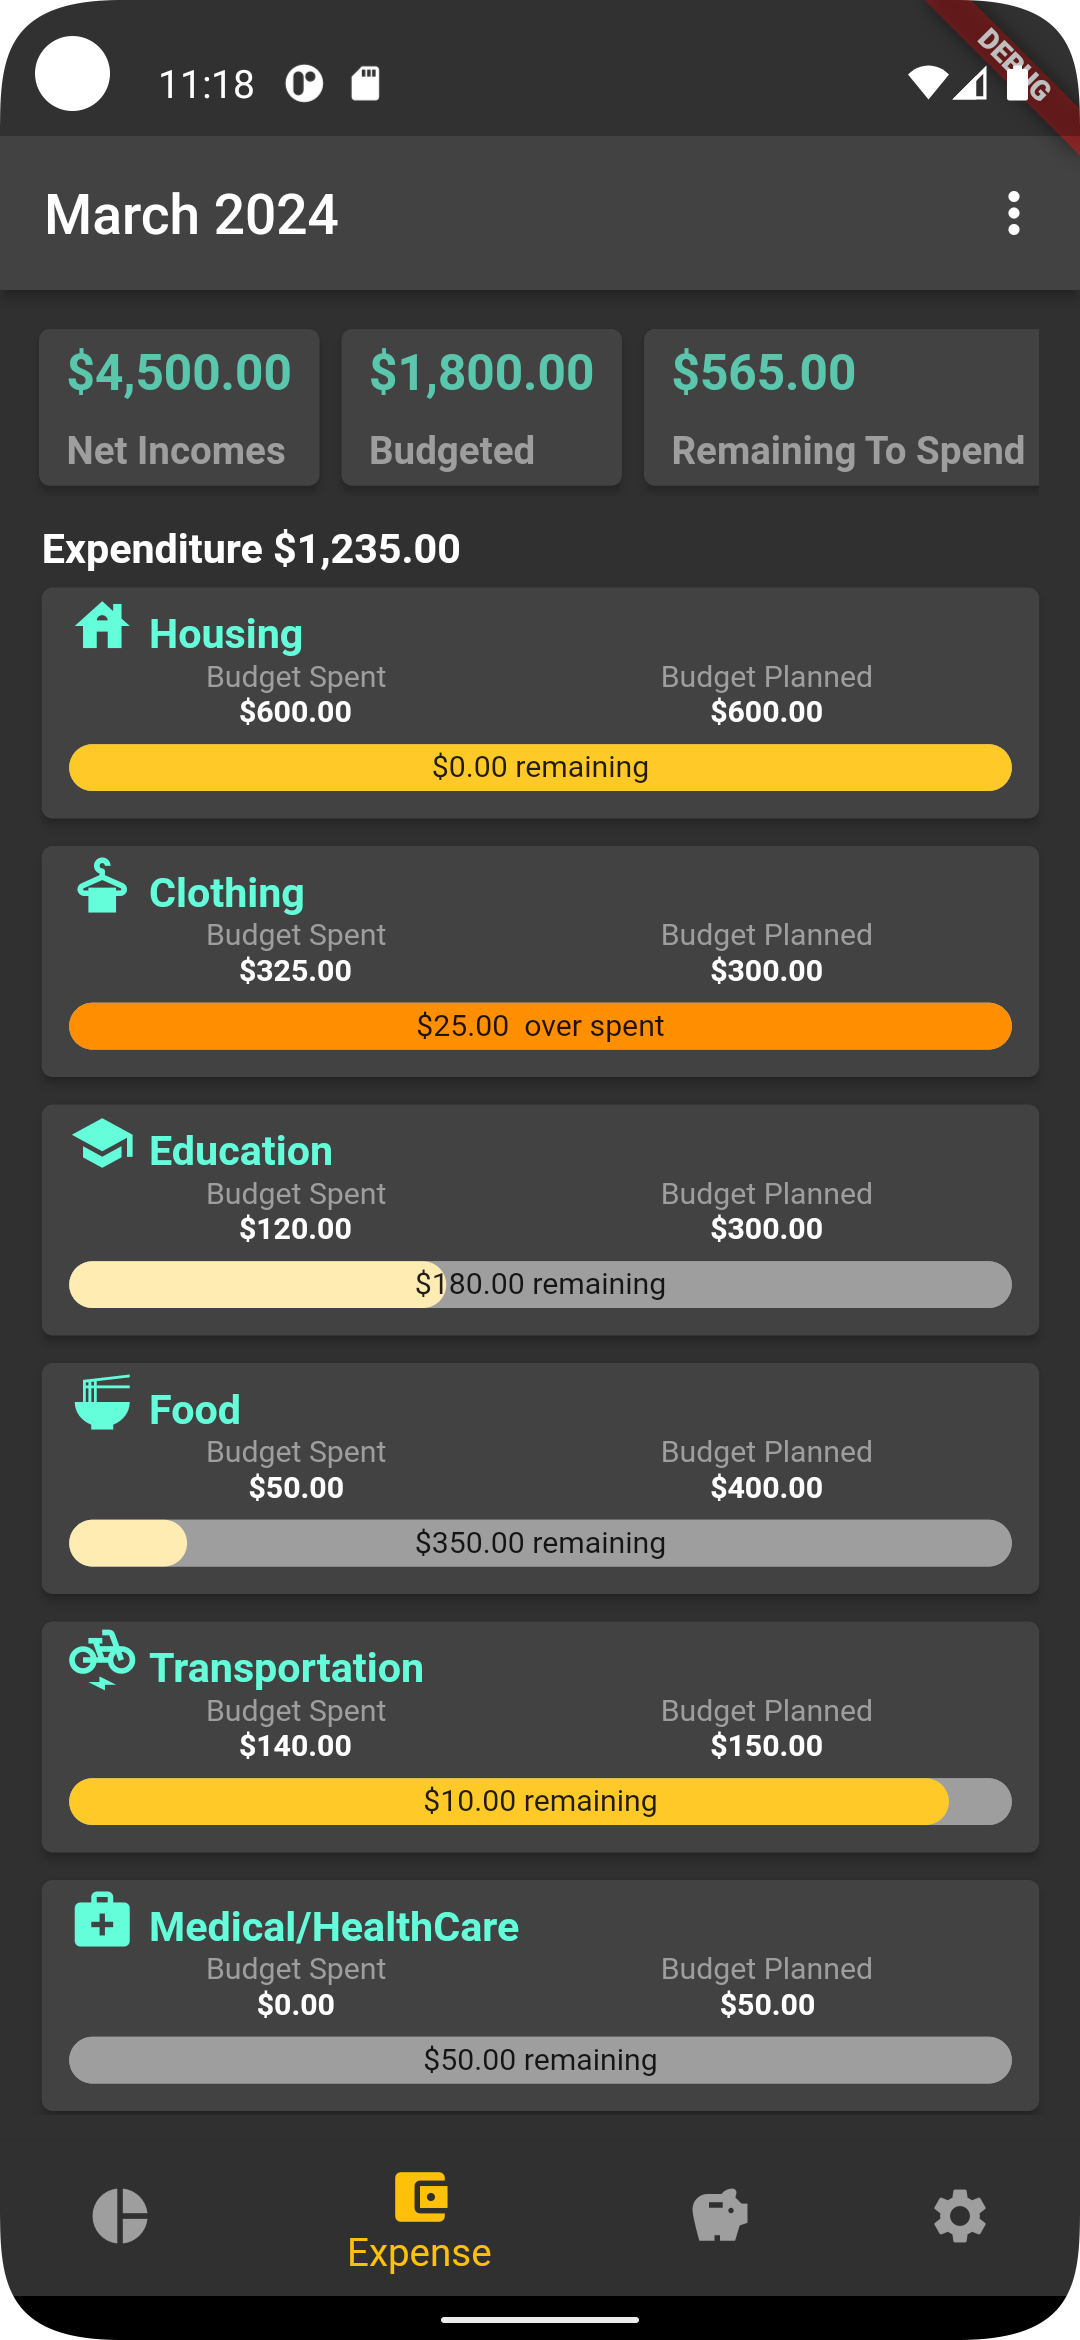 11:18
DEBUG
March 2024
$4,500.00 $1,800.00 $565.00
Net Incomes Budgeted Remaining To Spend
Expenditure $1,235.00
Housing
Budget Spent Budget Planned
$600.00 $600.00
$0.00 remaining
Clothing
Budget Spent Budget Planned
$325.00 $300.00
$25.00  over spent
Education
Budget Spent Budget Planned
$120.00 $300.00
$180.00 remaining
Food
Budget Spent Budget Planned
$50.00 $400.00
$350.00 remaining
Transportation
Budget Spent Budget Planned
$140.00 $150.00
$10.00 remaining
Medical/HealthCare
Budget Spent Budget Planned
$0.00 $50.00
$50.00 remaining
Expense